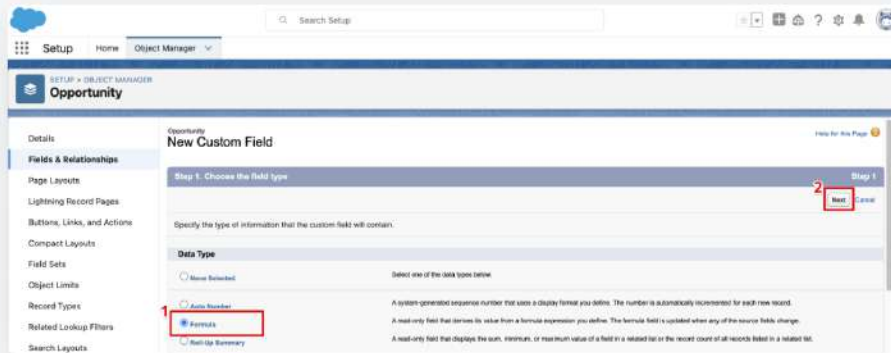 Search Setup
Setup
Home
Object Manager
SETUP > OBJECT MANAGER
Opportunity
Details
Fields & Relationships
Page Layouts
Lightning Record Pages
Buttons, Links, and Actions
Compact Layouts
Field Sets
Object Limits
Record Types
Related Lookup Filters
Search Layouts
Opportunity
New Custom Field
Help for this Page
Step 1. Choose the field type
Step 1
2
Next
Cancel
Specify the type of information that the custom field will contain.
Data Type
None Selected
Select one of the data types below.
Auto Number
A system-generated sequence number that uses a display format you define. The number is automatically incremented for each new record.
1
Formula
A read-only field that derives its value from a formula expression you define. The formula field is updated when any of the source fields change.
Roll-Up Summary
A read-only field that displays the sum, minimum, or maximum value of a field in a related list or the record count of all records listed in a related list.